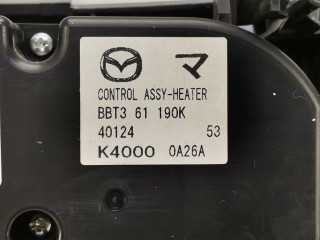 マ
CONTROL ASSY-HEATER
BBT3 61 190K
40124 53
K4000 0A26A